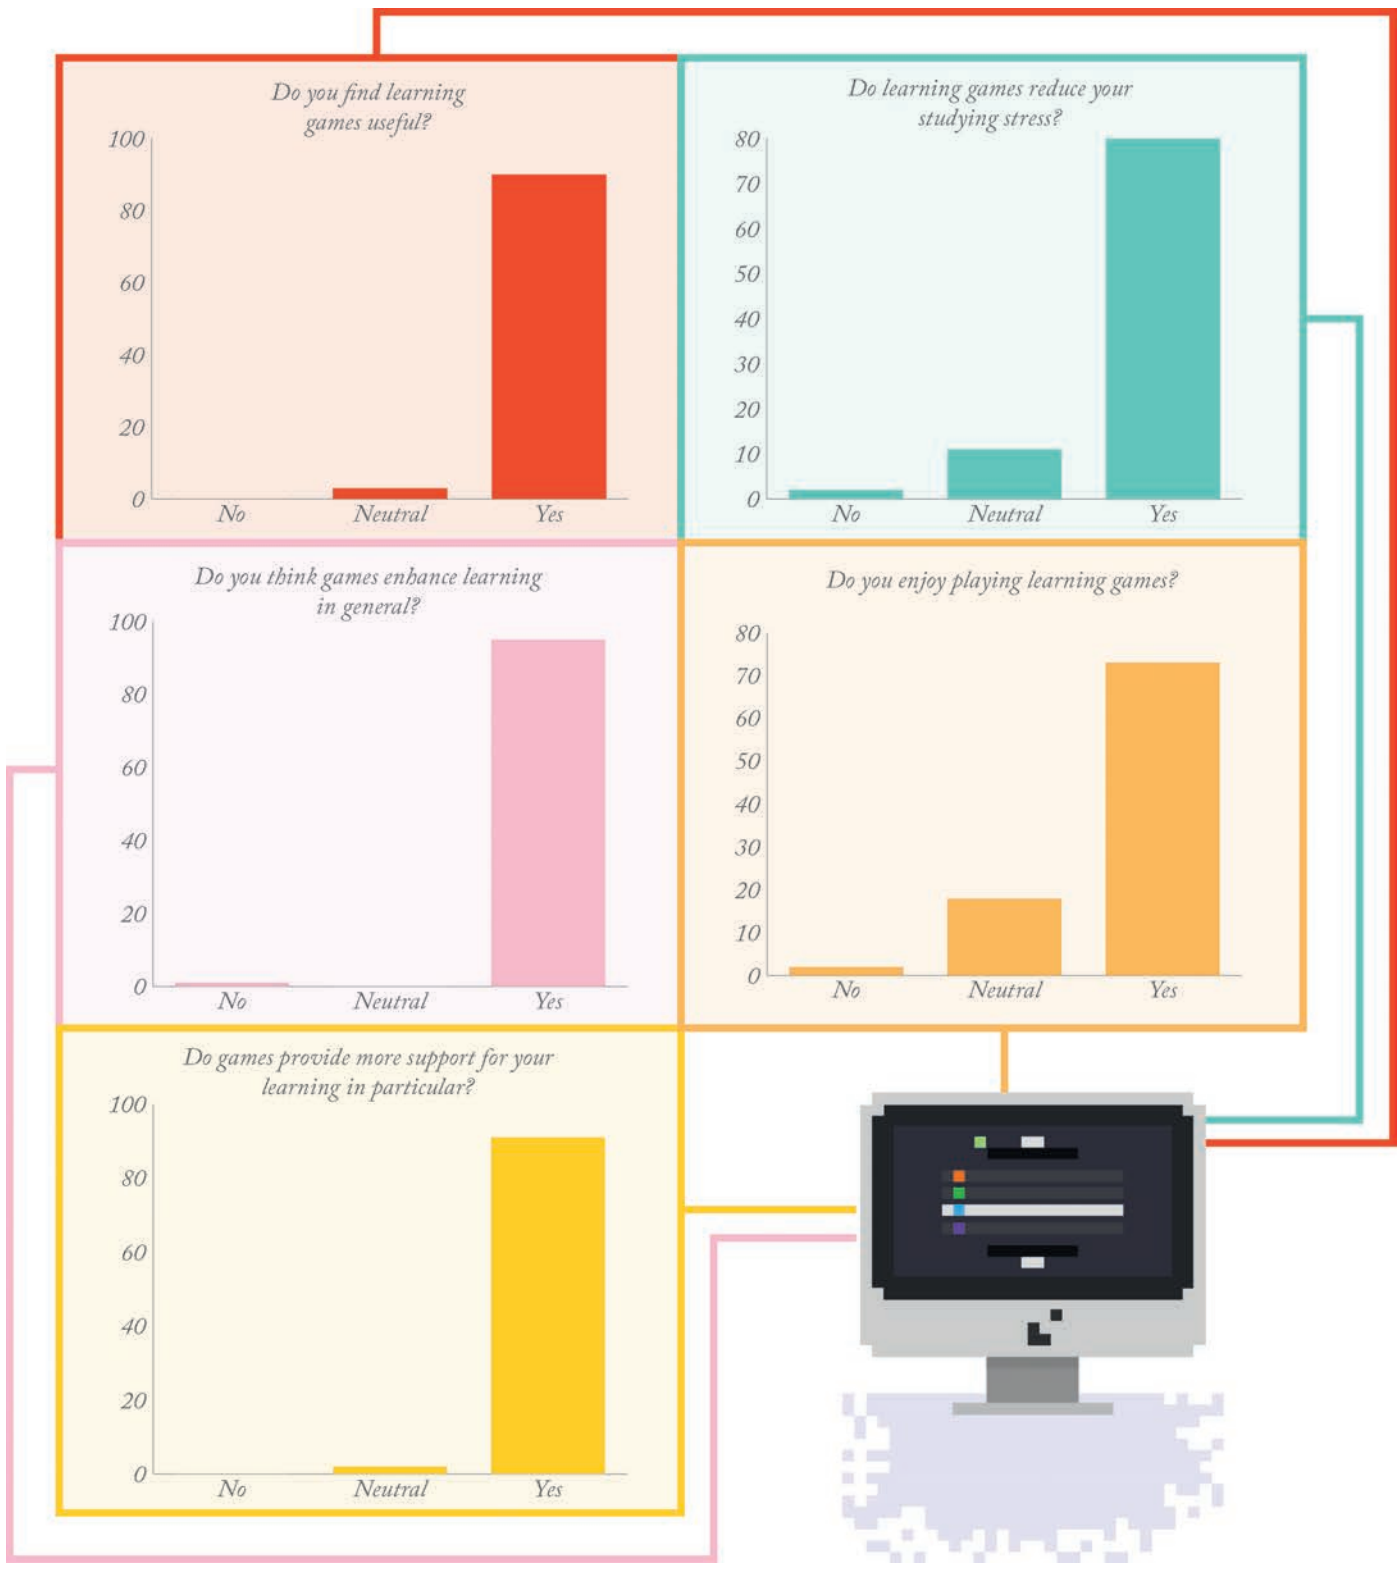 Do you find learning
games useful?
100
80
60
40
20
0
No Neutral Yes
Do learning games reduce your
studying stress?
80
70
60
50
40
30
20
10
0
No Neutral Yes
Do you think games enhance learning
in general?
100
80
60
40
20
0
No Neutral Yes
Do you enjoy playing learning games?
80
70
60
50
40
30
20
10
0
No Neutral Yes
Do games provide more support for your
learning in particular?
100
80
60
40
20
0
No Neutral Yes